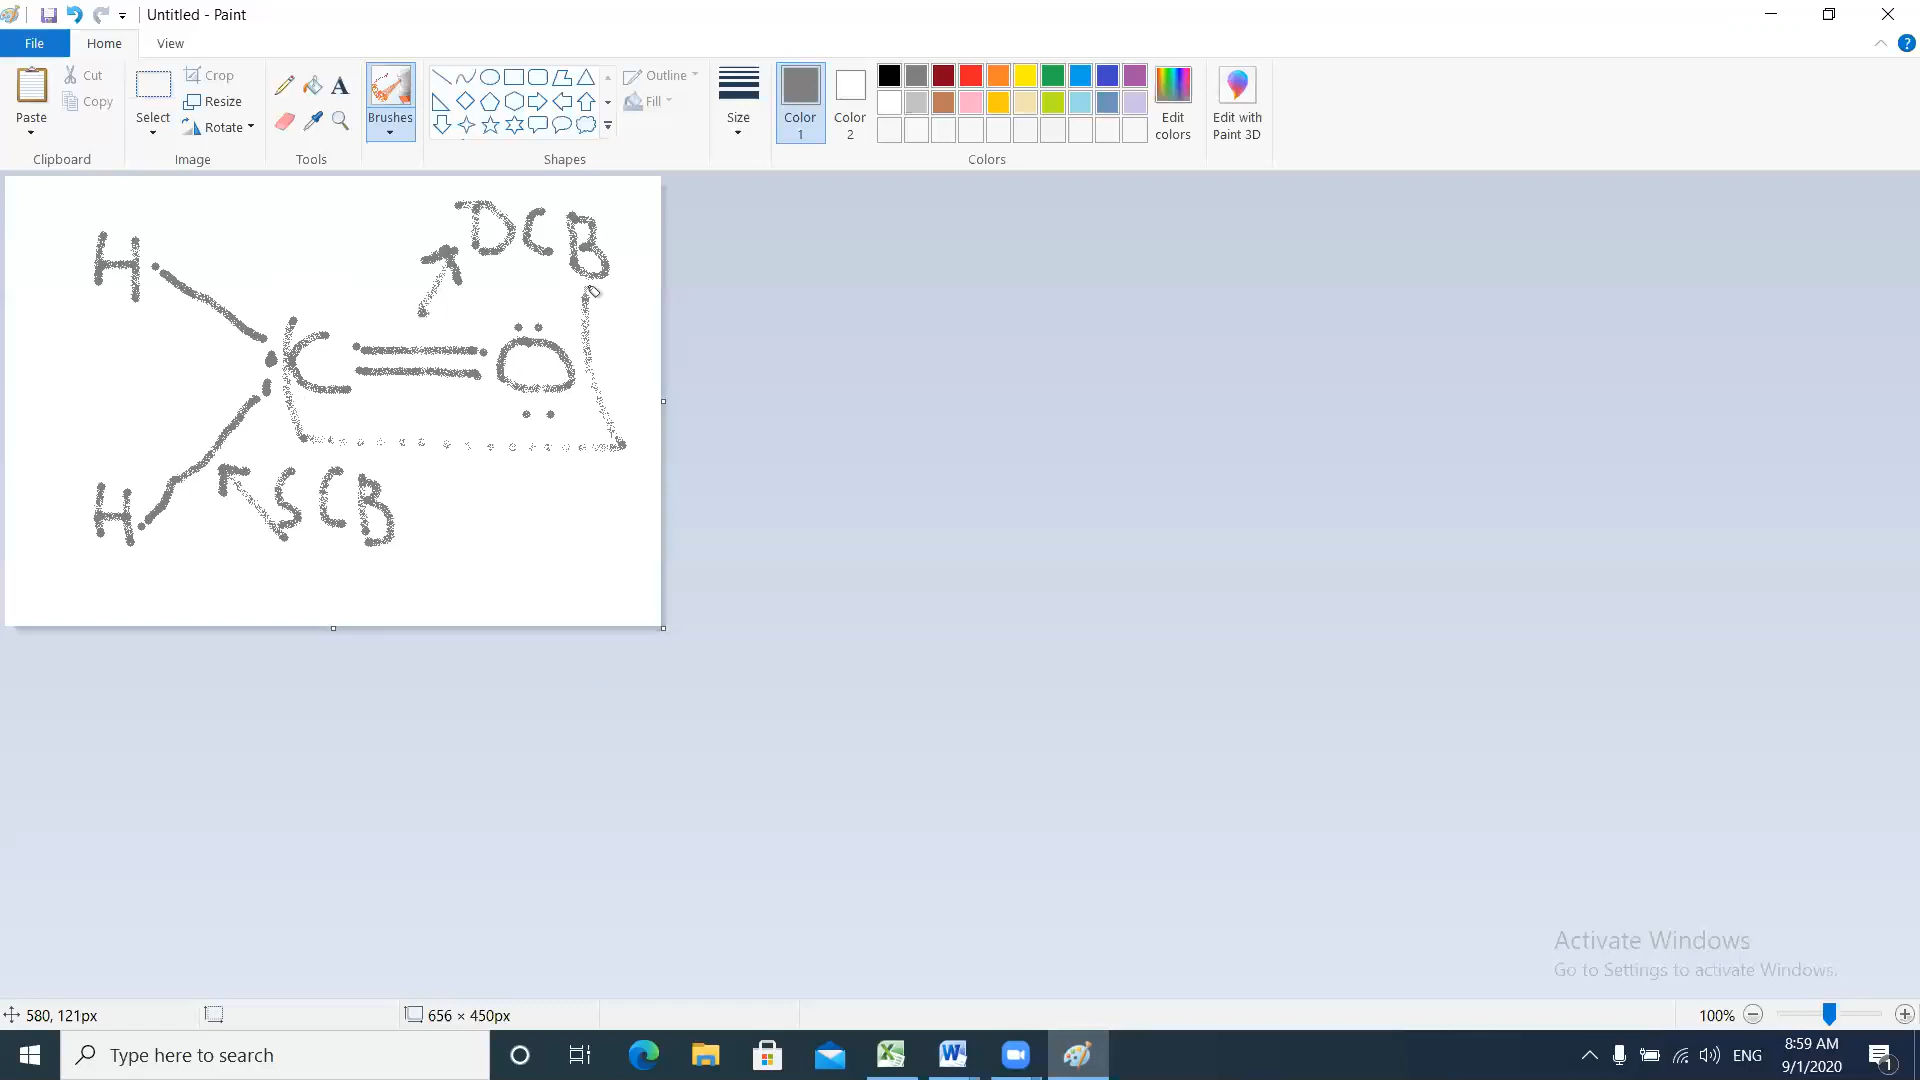 Untitled - Paint
File Home View
Paste
Cut
Copy
Clipboard
Select
Crop
Resize
Rotate
Image
Tools
Brushes
Shapes
Outline
Fill
Size
Color 1
Color 2
Colors
Edit colors
Edit with Paint 3D
DCB
H
C O
H
SCB
Activate Windows
Go to Settings to activate Windows.
580, 121px
656 × 450px
100%
Type here to search
ENG
8:59 AM
9/1/2020
1